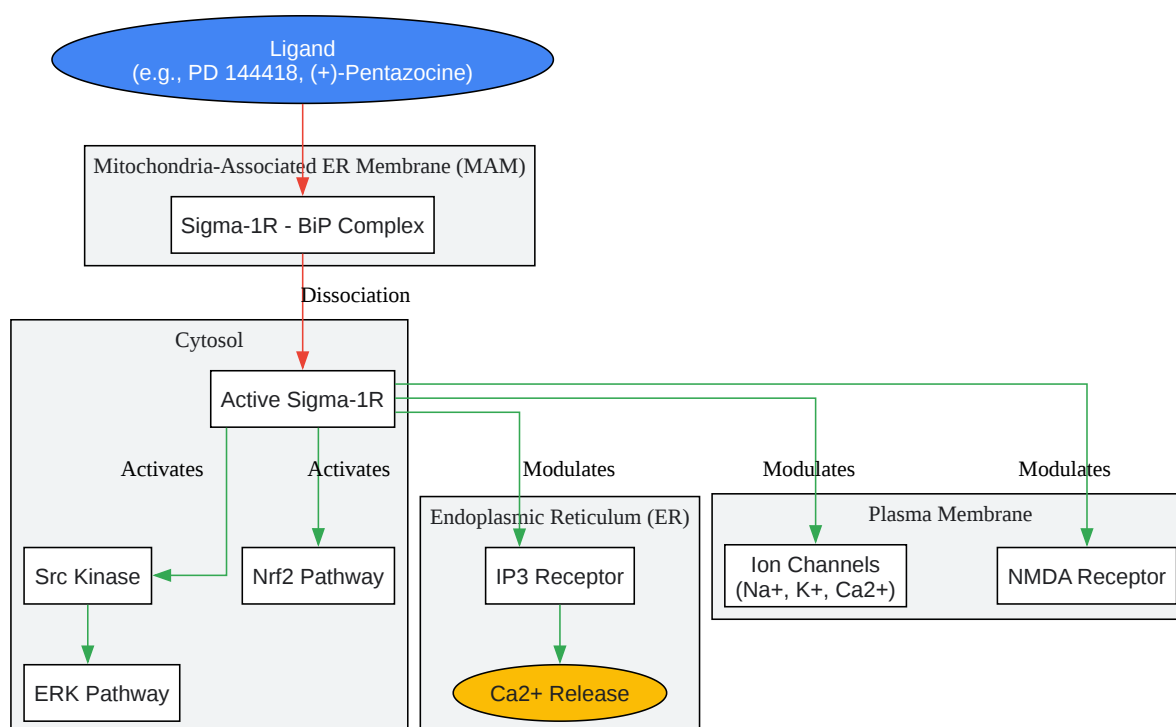 Ligand
(e.g., PD 144418, (+)-Pentazocine)
Mitochondria-Associated ER Membrane (MAM)
Sigma-1R - BiP Complex
Dissociation
Cytosol
Active Sigma-1R
Activates
Activates
Modulates
Modulates
Modulates
Endoplasmic Reticulum (ER)
Plasma Membrane
Src Kinase
Nrf2 Pathway
IP3 Receptor
Ion Channels
(Na+, K+, Ca2+)
NMDA Receptor
ERK Pathway
Ca2+ Release